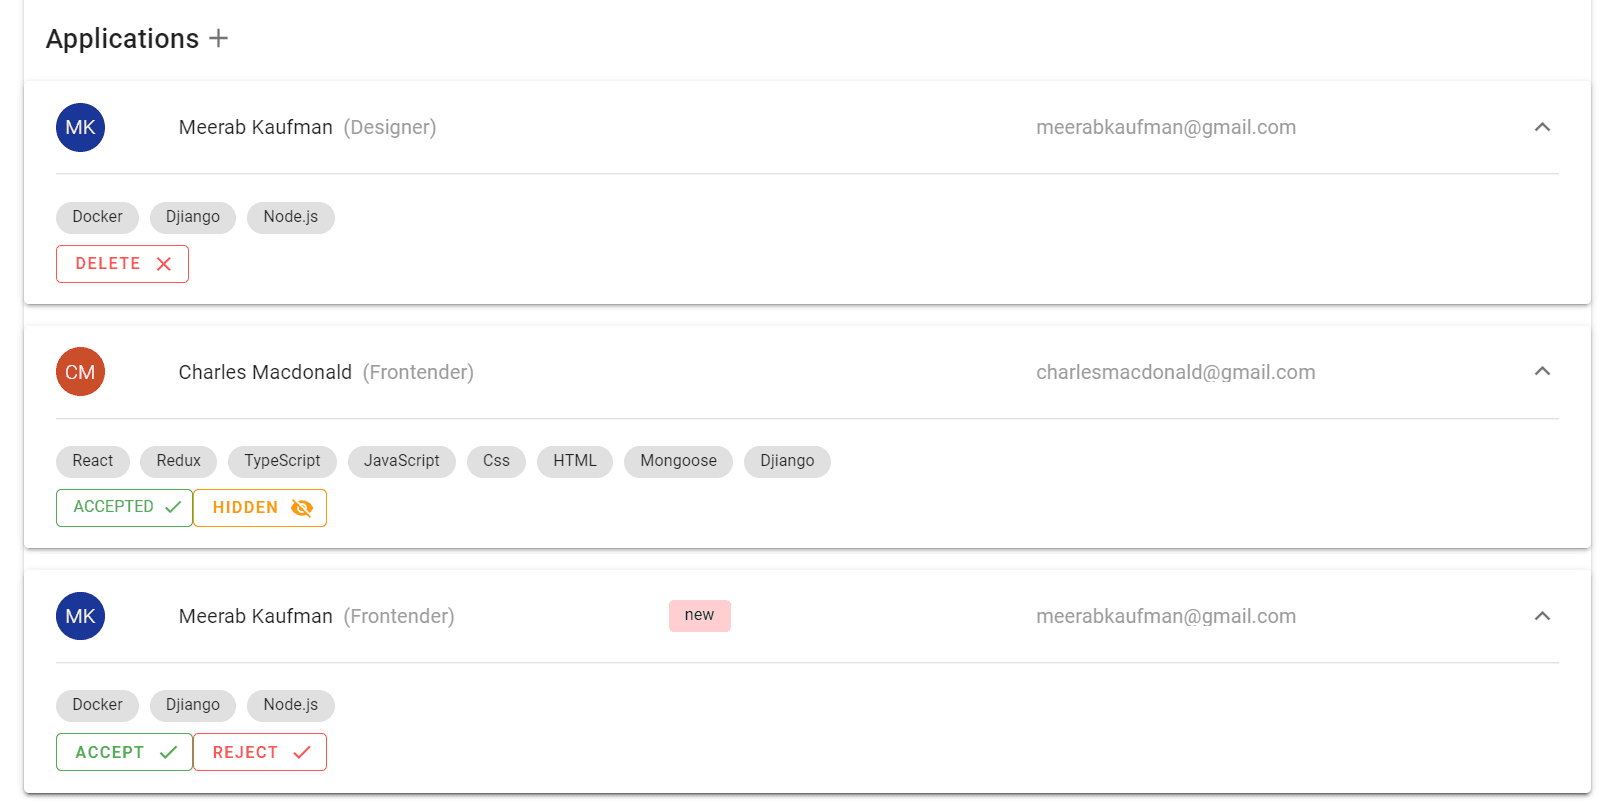 Applications
MK Meerab Kaufman (Designer) meerabkaufman@gmail.com
Docker Djiango Node.js
DELETE
CM Charles Macdonald (Frontender) charlesmacdonald@gmail.com
React Redux TypeScript JavaScript Css HTML Mongoose Djiango
ACCEPTED HIDDEN
MK Meerab Kaufman (Frontender) new meerabkaufman@gmail.com
Docker Djiango Node.js
ACCEPT REJECT